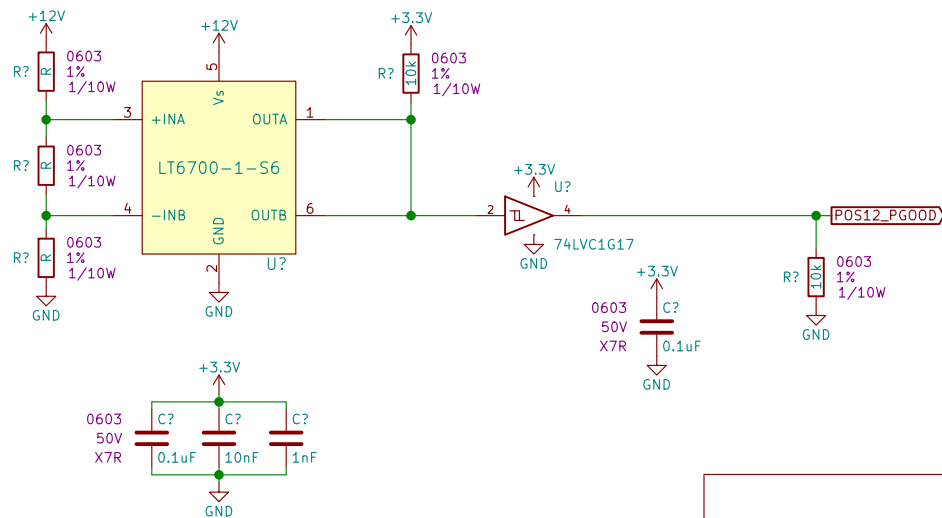 +12V
R?
R
0603
1%
1/10W
R?
R
0603
1%
1/10W
R?
R
0603
1%
1/10W
GND
+12V
5
Vs
3
+INA
OUTA
1
LT6700-1-S6
4
-INB
OUTB
6
GND
2
U?
GND
+3.3V
R?
10k
0603
1%
1/10W
+3.3V
U?
2
4
74LVC1G17
GND
POS12_PGOOD
R?
10k
0603
1%
1/10W
GND
+3.3V
0603
50V
X7R
C?
0.1uF
GND
+3.3V
0603
50V
X7R
C?
0.1uF
C?
10nF
C?
1nF
GND